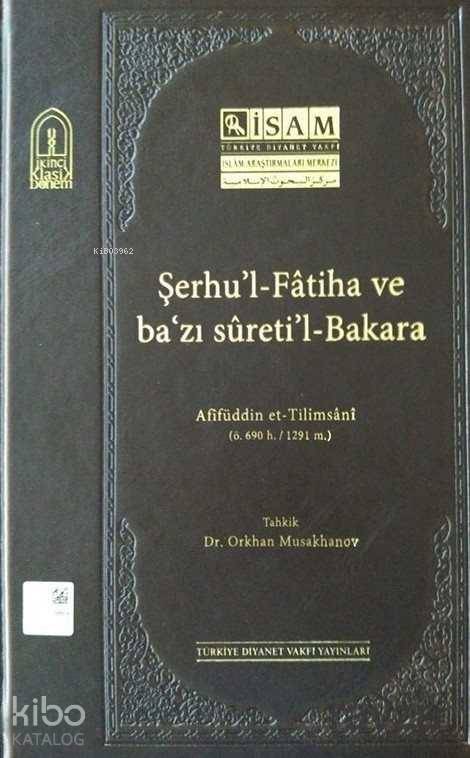 ikinci
klasik
dönem
İSAM
TÜRKİYE DİYANET VAKFI
İSLÂM ARAŞTIRMALARI MERKEZİ
مركز البحوث الإسلامية
Ki808962
Şerhu’l-Fâtiha ve
ba‘zı sûreti’l-Bakara
Afîfüddin et-Tilimsânî
(ö. 690 h. / 1291 m.)
Tahkik
Dr. Orkhan Musakhanov
TÜRKİYE DİYANET VAKFI YAYINLARI
kibo
KATALOG